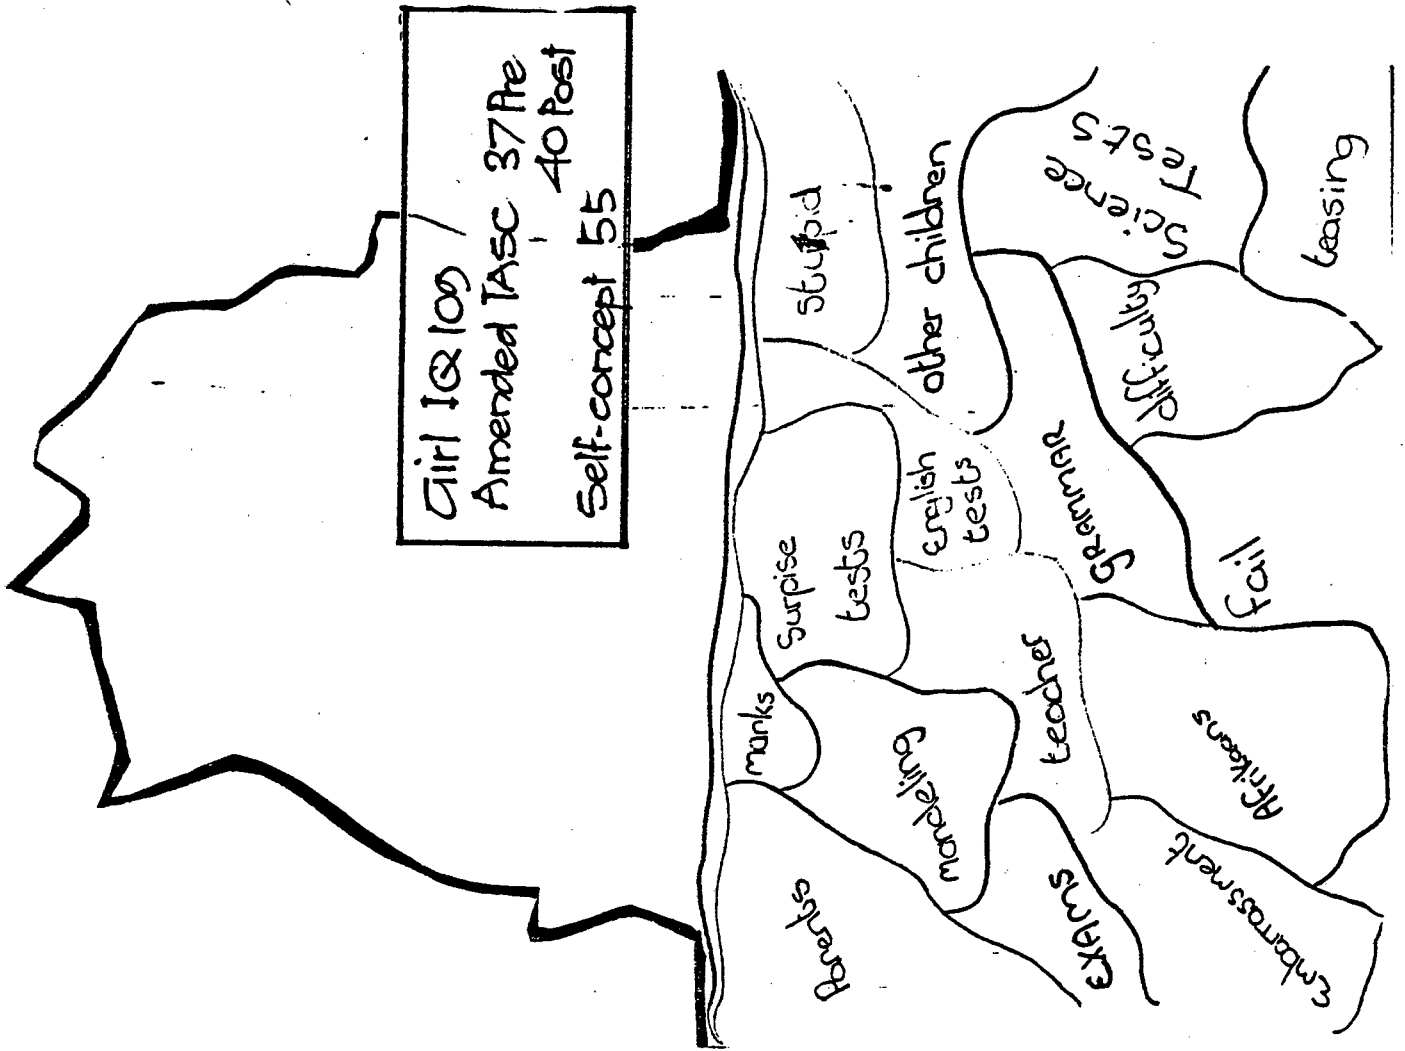 Girl IQ 109
Amended TASC 37 Pre
40 Post
Self-concept 55
Parents
marks
Surpise
tests
stupid
mandeling
English
tests
other children
EXAMS
teacher
GRAMMAR
Science
Tests
difficulty
Embarrassment
Afrikaans
Fail
teasing